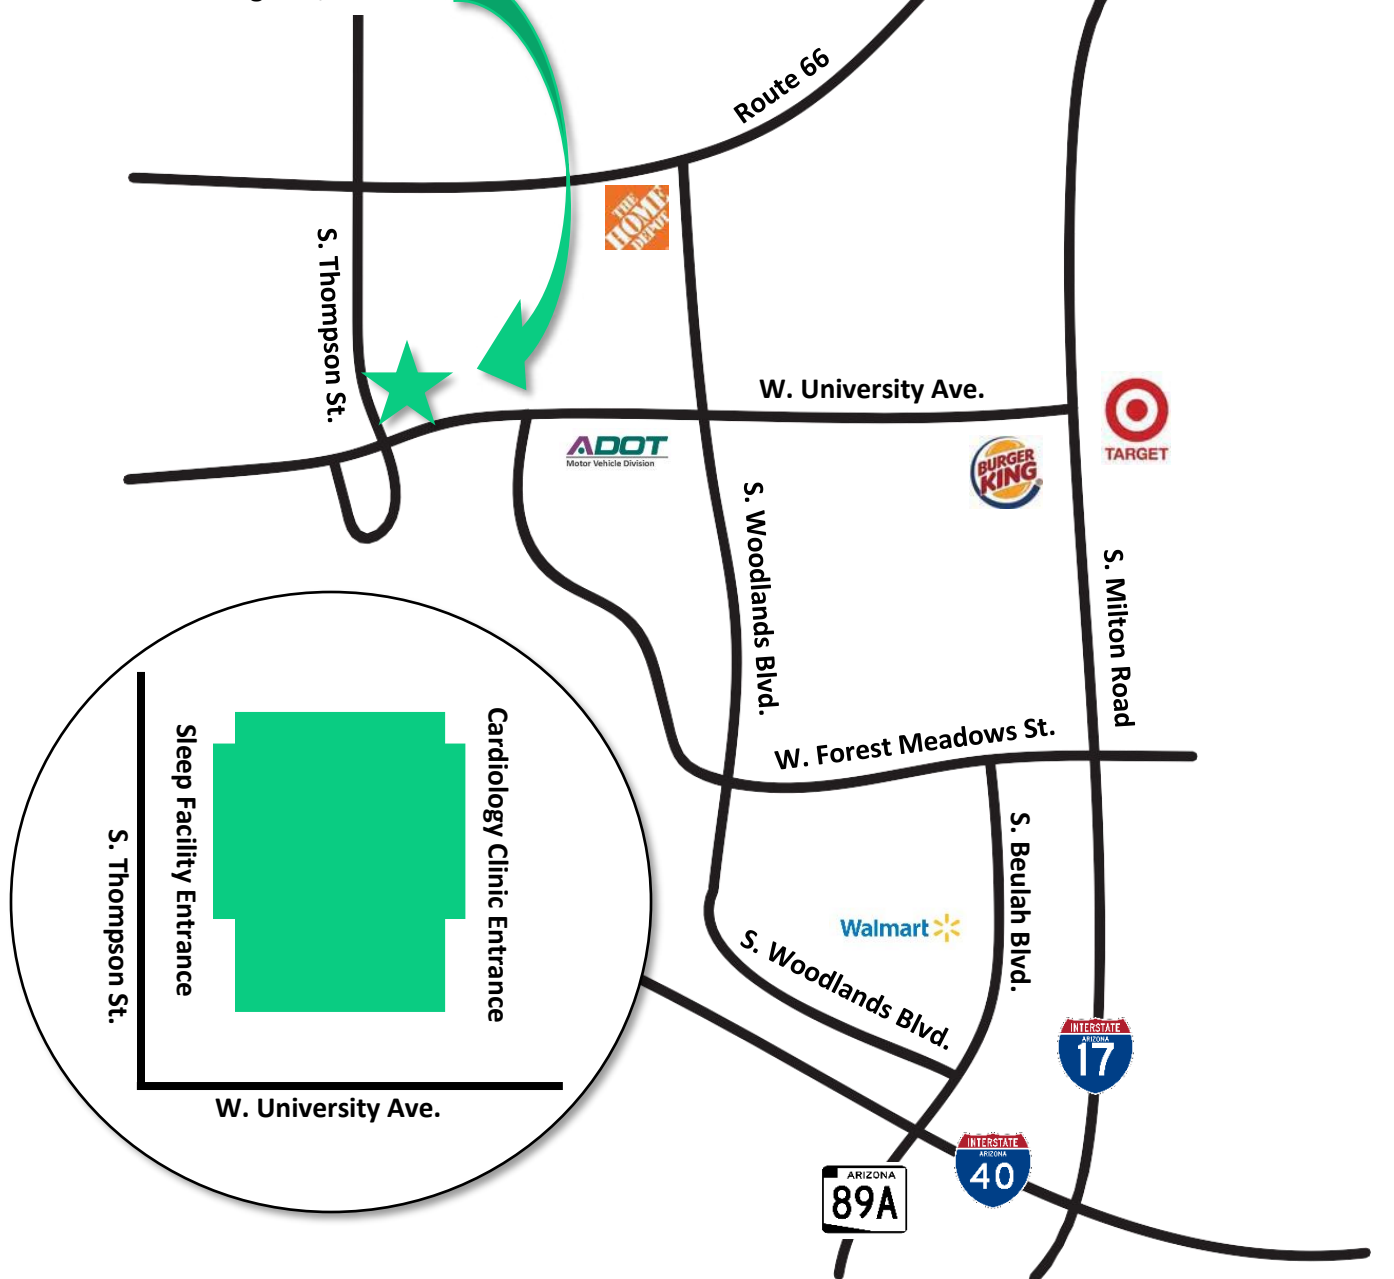 Route 66
THE
HOME
DEPOT
S. Thompson St.
W. University Ave.
TARGET
ADOT
Motor Vehicle Division
BURGER
KING
S. Woodlands Blvd.
S. Milton Road
W. Forest Meadows St.
S. Beulah Blvd.
Walmart
S. Woodlands Blvd.
Sleep Facility Entrance
Cardiology Clinic Entrance
S. Thompson St.
W. University Ave.
INTERSTATE
ARIZONA
17
INTERSTATE
ARIZONA
40
ARIZONA
89A